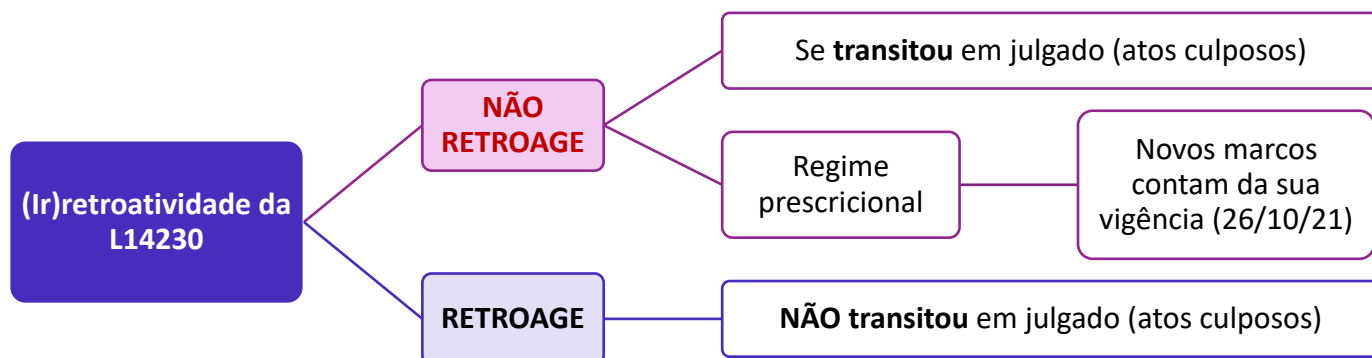 (Ir)retroatividade da
L14230
NÃO
RETROAGE
Se transitou em julgado (atos culposos)
Regime
prescricional
Novos marcos
contam da sua
vigência (26/10/21)
RETROAGE
NÃO transitou em julgado (atos culposos)